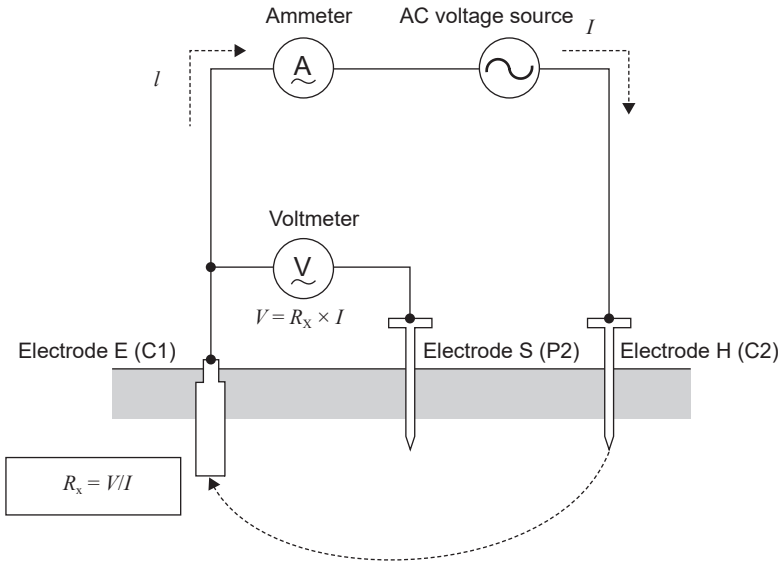 Ammeter
AC voltage source
I
l
A
Voltmeter
V
V = RX × I
Electrode E (C1)
Electrode S (P2)
Electrode H (C2)
Rx = V/I